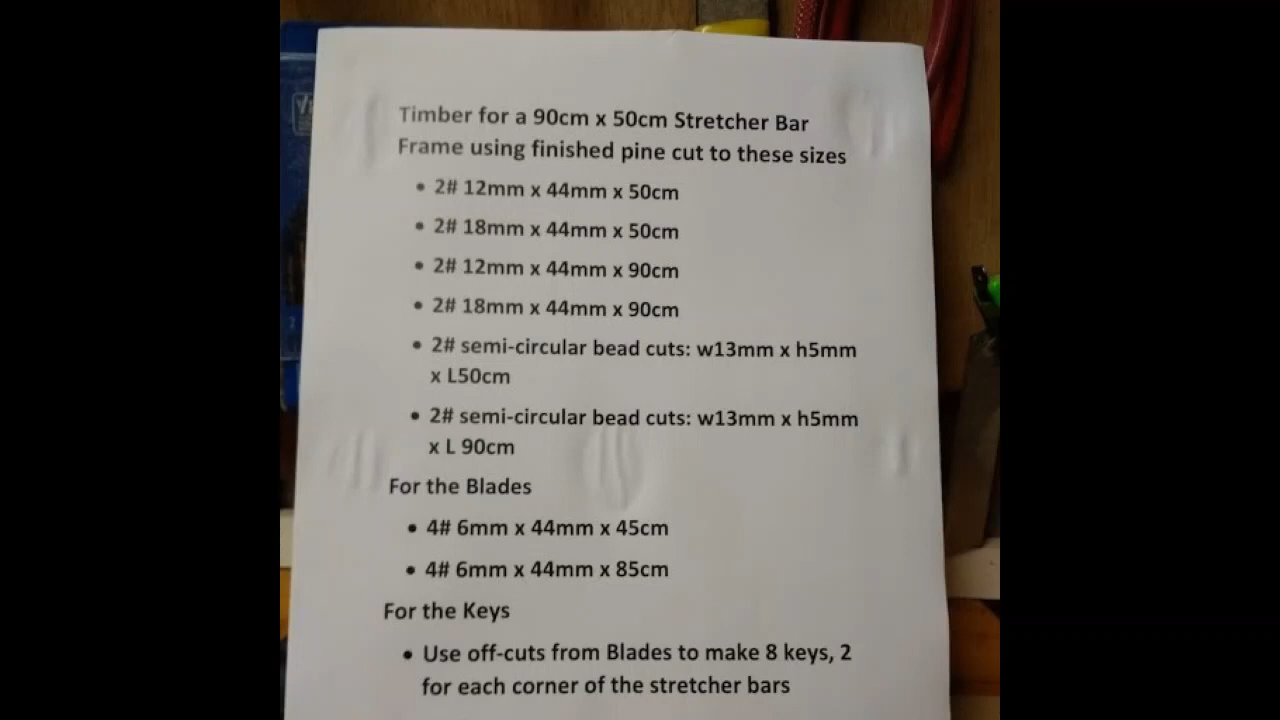 Timber for a 90cm x 50cm Stretcher Bar
Frame using finished pine cut to these sizes
• 2# 12mm x 44mm x 50cm
• 2# 18mm x 44mm x 50cm
• 2# 12mm x 44mm x 90cm
• 2# 18mm x 44mm x 90cm
• 2# semi-circular bead cuts: w13mm x h5mm
x L50cm
• 2# semi-circular bead cuts: w13mm x h5mm
x L 90cm
For the Blades
• 4# 6mm x 44mm x 45cm
• 4# 6mm x 44mm x 85cm
For the Keys
• Use off-cuts from Blades to make 8 keys, 2
for each corner of the stretcher bars